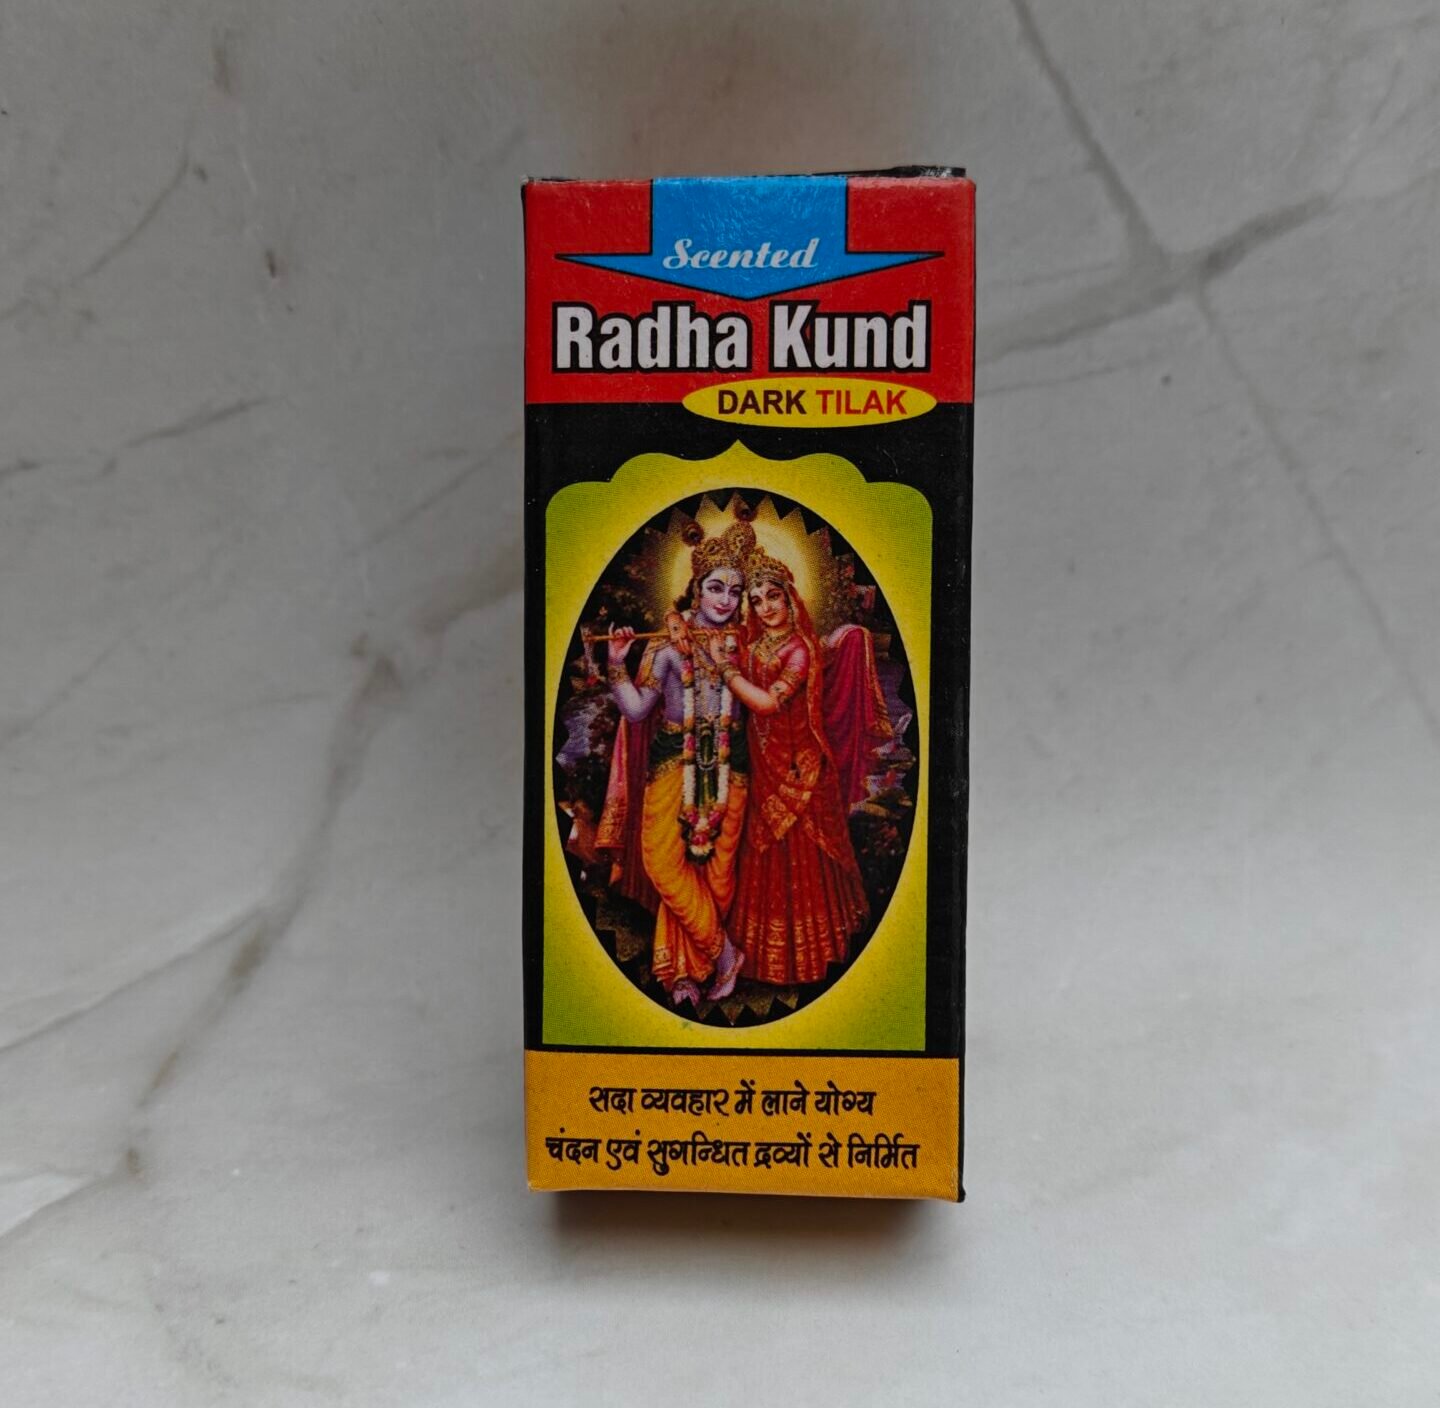 Scented
Radha Kund
DARK TILAK
सदा व्यवहार में लाने योग्य
चंदन एवं सुगन्धित द्रव्यों से निर्मित